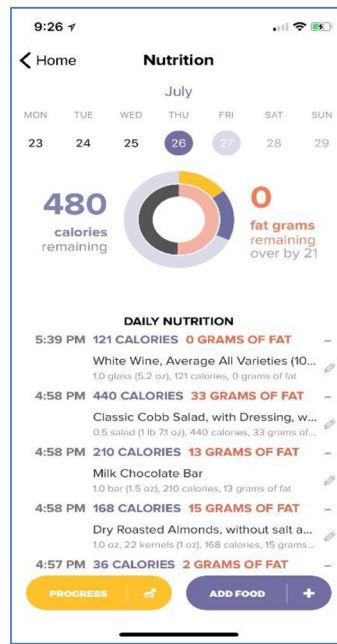 9:26
Home
Nutrition
July
MON TUE WED THU FRI SAT SUN
23 24 25 26 27 28 29
480
calories
remaining
0
fat grams
remaining
over by 21
DAILY NUTRITION
5:39 PM 121 CALORIES 0 GRAMS OF FAT –
White Wine, Average All Varieties (10...
1.0 glass (5.2 oz), 121 calories, 0 grams of fat
4:58 PM 440 CALORIES 33 GRAMS OF FAT –
Classic Cobb Salad, with Dressing, w...
0.5 salad (1 lb 7.1 oz), 440 calories, 33 grams of...
4:58 PM 210 CALORIES 13 GRAMS OF FAT –
Milk Chocolate Bar
1.0 bar (1.5 oz), 210 calories, 13 grams of fat
4:58 PM 168 CALORIES 15 GRAMS OF FAT –
Dry Roasted Almonds, without salt a...
1.0 oz, 22 kernels (1 oz), 168 calories, 15 grams...
4:57 PM 36 CALORIES 2 GRAMS OF FAT –
PROGRESS
ADD FOOD +